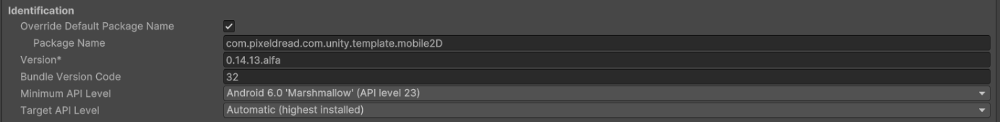 Identification
Override Default Package Name
Package Name com.pixeldread.com.unity.template.mobile2D
Version* 0.14.13.alfa
Bundle Version Code 32
Minimum API Level Android 6.0 'Marshmallow' (API level 23)
Target API Level Automatic (highest installed)